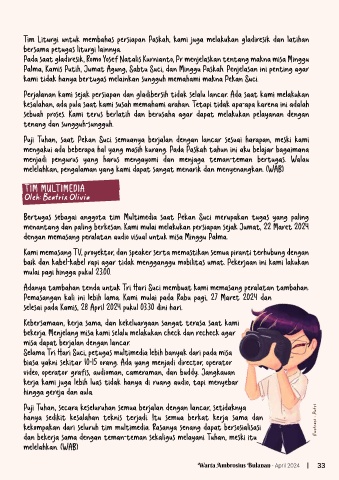 Tim Liturgi untuk membahas persiapan Paskah, kami juga melakukan gladiresik dan latihan
bersama petugas liturgi lainnya.
Pada saat gladiresik, Romo Yosef Natalis Kurnianto, Pr menjelaskan tentang makna misa Minggu
Palma, Kamis Putih, Jumat Agung, Sabtu Suci, dan Minggu Paskah. Penjelasan ini penting agar
kami tidak hanya bertugas melainkan sungguh memahami makna Pekan Suci.
Perjalanan kami sejak persiapan dan gladibersih tidak selalu lancar. Ada saat kami melakukan
kesalahan, ada pula saat kami susah memahami arahan. Tetapi tidak apa-apa karena ini adalah
sebuah proses. Kami terus berlatih dan berusaha agar dapat melakukan pelayanan dengan
tenang dan sungguh-sungguh.
Puji Tuhan, saat Pekan Suci semuanya berjalan dengan lancar sesuai harapan, meski kami
mengakui ada beberapa hal yang masih kurang. Pada Paskah tahun ini aku belajar bagaimana
menjadi pengurus yang harus mengayomi dan menjaga teman-teman bertugas. Walau
melelahkan, pengalaman yang kami dapat sangat menarik dan menyenangkan. (WAB)
TIM MULTIMEDIA
Oleh: Beatrix Olivia
Bertugas sebagai anggota tim Multimedia saat Pekan Suci merupakan tugas yang paling
menantang dan paling berkesan. Kami mulai melakukan persiapan sejak Jumat, 22 Maret 2024
dengan memasang peralatan audio visual untuk misa Minggu Palma.
Kami memasang TV, proyektor, dan speaker serta memastikan semua piranti terhubung dengan
baik dan kabel-kabel rapi agar tidak mengganggu mobilitas umat. Pekerjaan ini kami lakukan
mulai pagi hingga pukul 23.00.
Adanya tambahan tenda untuk Tri Hari Suci membuat kami memasang peralatan tambahan.
Pemasangan kali ini lebih lama. Kami mulai pada Rabu pagi, 27 Maret 2024 dan
selesai pada Kamis, 28 April 2024 pukul 03.30 dini hari.
Kebersamaan, kerja sama, dan kekeluargaan sangat terasa saat kami
bekerja. Menjelang misa kami selalu melakukan check dan recheck agar
misa dapat berjalan dengan lancar.
Selama Tri Hari Suci, petugas multimedia lebih banyak dari pada misa
biasa yakni sekitar 10-15 orang. Ada yang menjadi director, operator
video, operator grafis, audioman, cameraman, dan buddy. Jangkauan
kerja kami juga lebih luas tidak hanya di ruang audio, tapi menyebar
hingga gereja dan aula.
Puji Tuhan, secara keseluruhan semua berjalan dengan lancar, setidaknya
hanya sedikit kesalahan teknis terjadi. Itu semua berkat kerja sama dan
kekompakan dari seluruh tim multimedia. Rasanya senang dapat bersosialisasi
dan bekerja sama dengan teman-teman sekaligus melayani Tuhan, meski itu
melelahkan. (WAB)
Warta Ambrosius Bulanan - April 2024 | 33